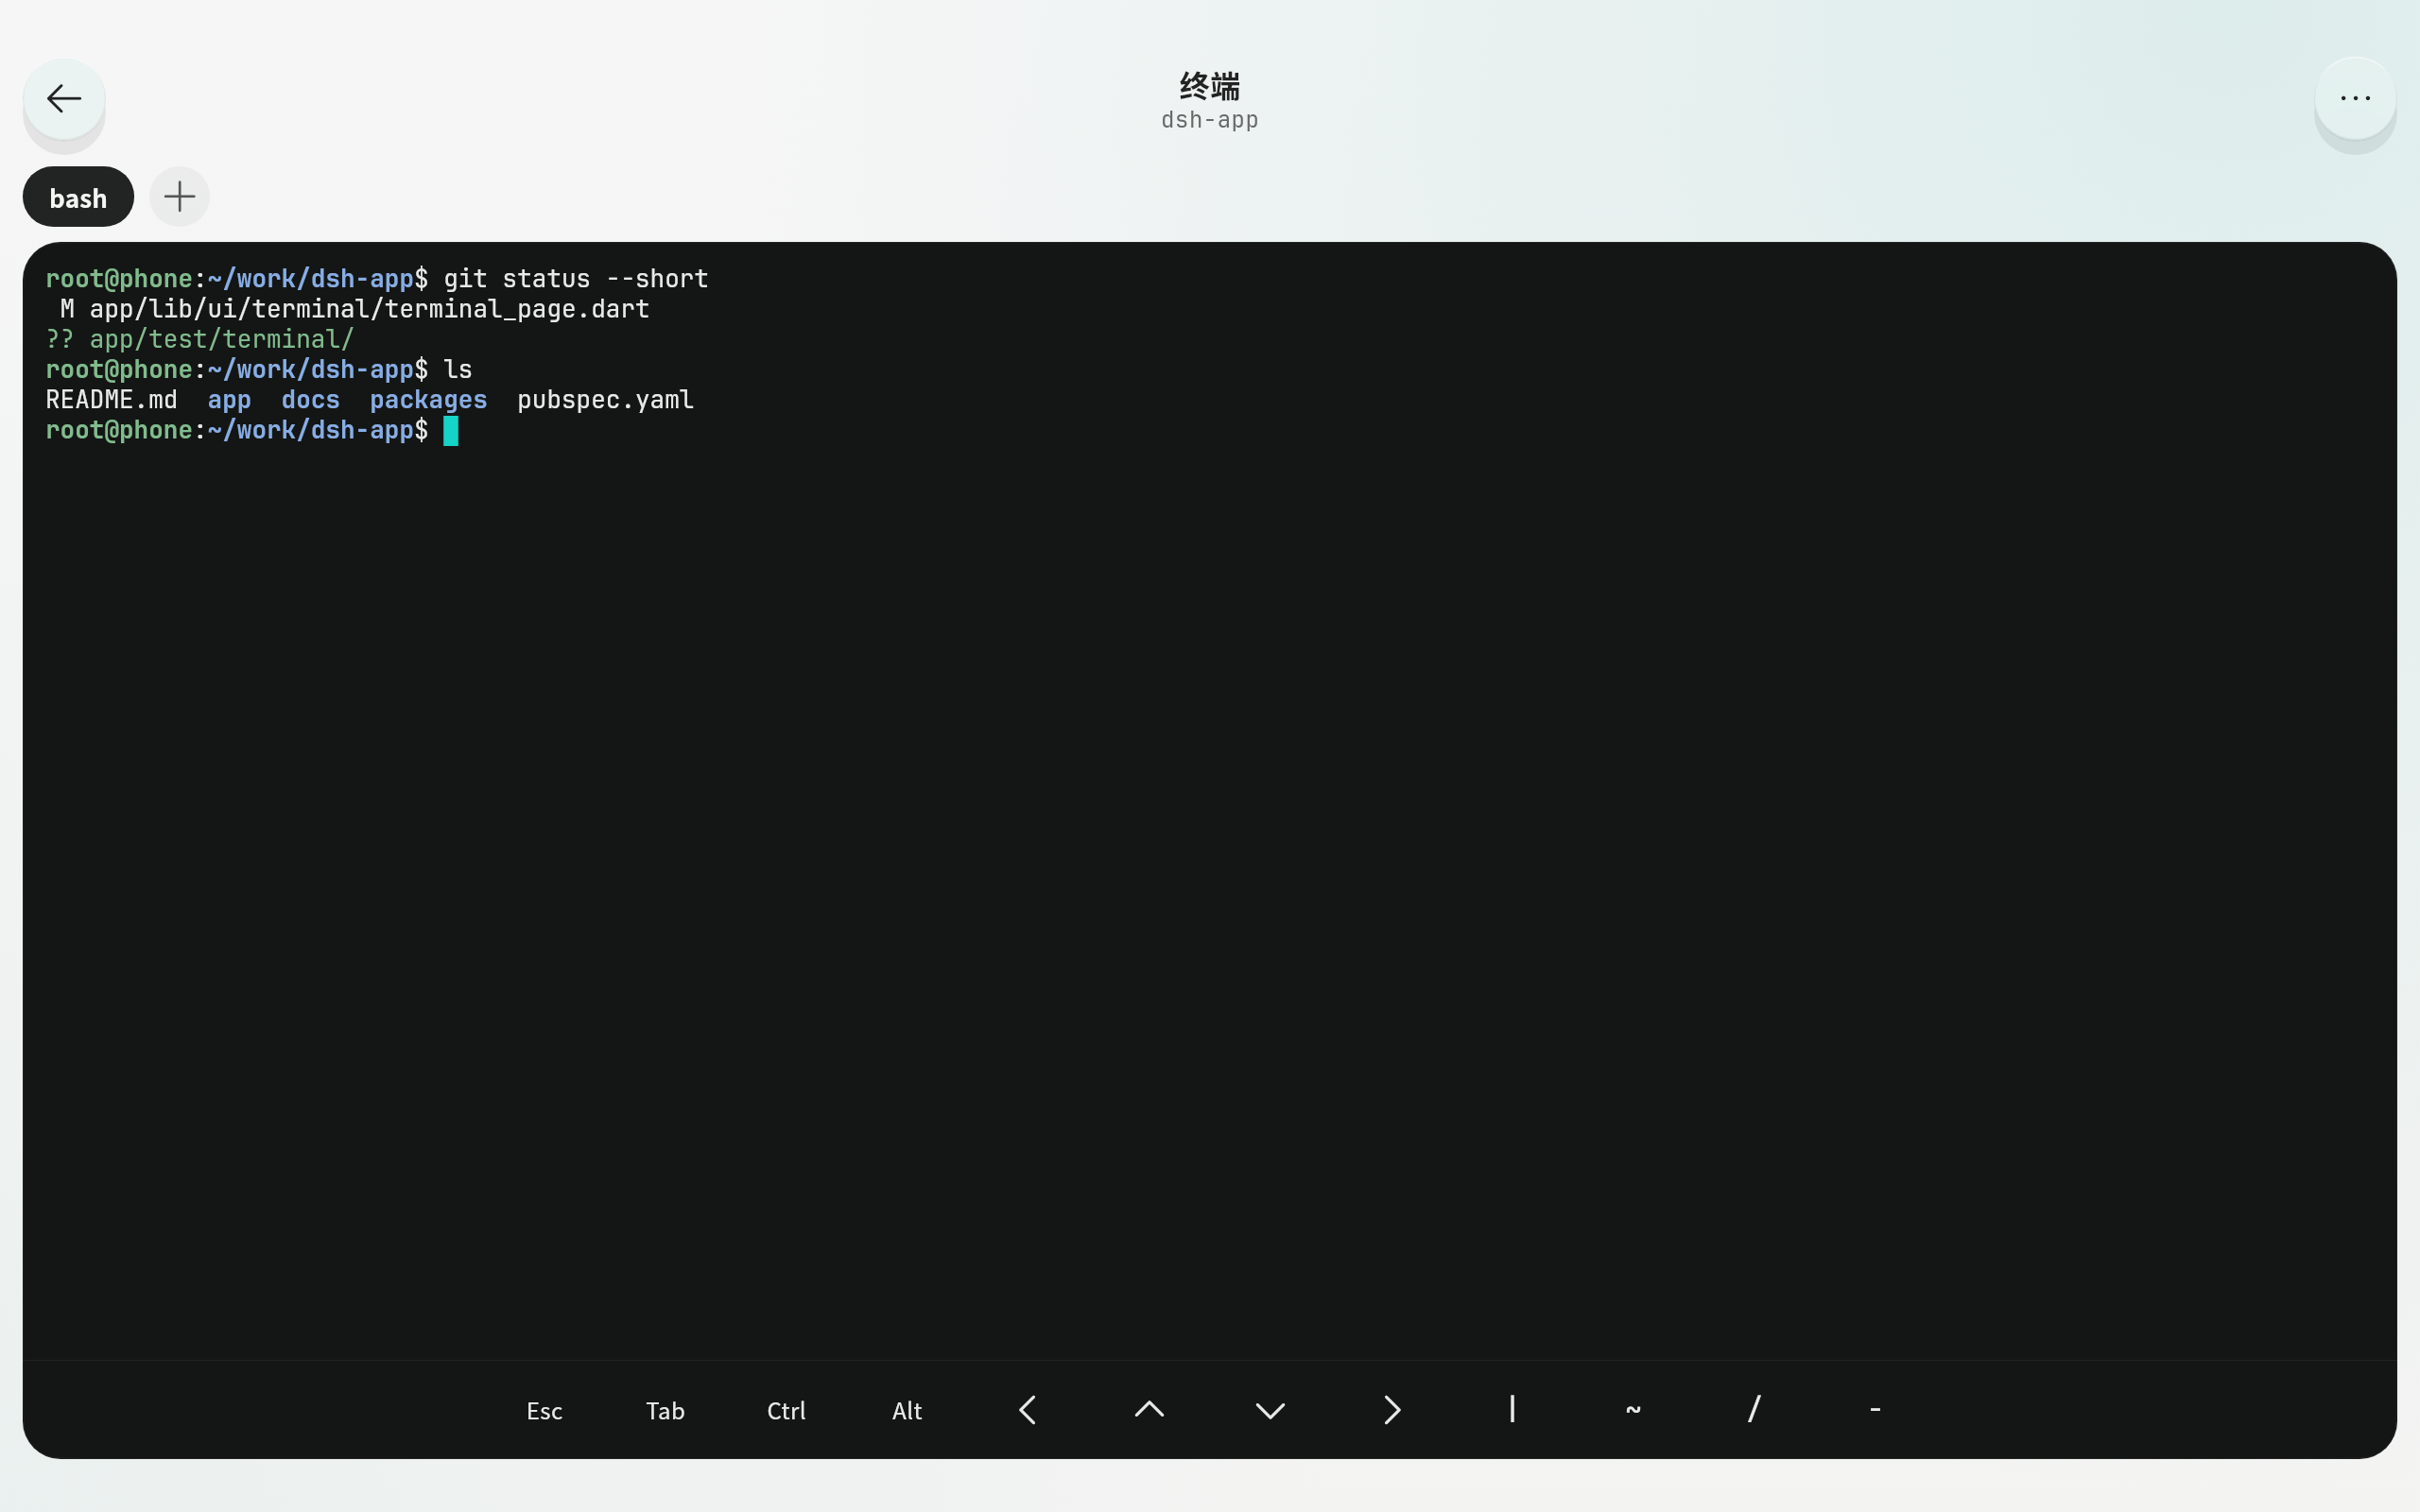 终端
dsh-app
bash
root@phone:~/work/dsh-app$ git status --short
 M app/lib/ui/terminal/terminal_page.dart
?? app/test/terminal/
root@phone:~/work/dsh-app$ ls
README.md  app  docs  packages  pubspec.yaml
root@phone:~/work/dsh-app$
Esc Tab Ctrl Alt | ~ / -